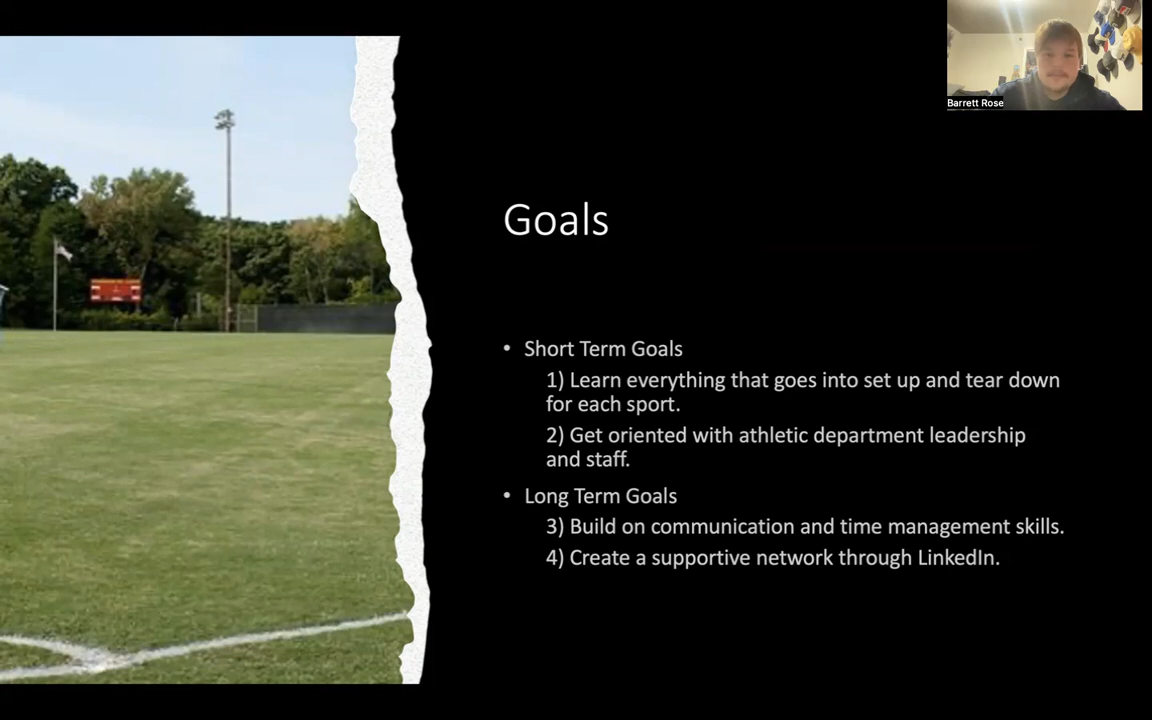 Barrett Rose
Goals
• Short Term Goals
1) Learn everything that goes into set up and tear down
for each sport.
2) Get oriented with athletic department leadership
and staff.
• Long Term Goals
3) Build on communication and time management skills.
4) Create a supportive network through LinkedIn.